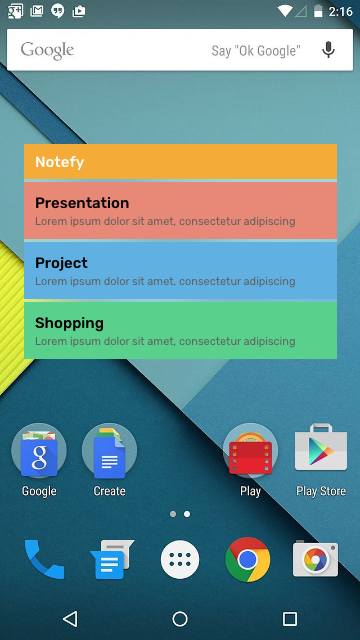 2:16
Google
Say "Ok Google"
Notefy
Presentation
Lorem ipsum dolor sit amet, consectetur adipiscing
Project
Lorem ipsum dolor sit amet, consectetur adipiscing
Shopping
Lorem ipsum dolor sit amet, consectetur adipiscing
Google
Create
Play
Play Store